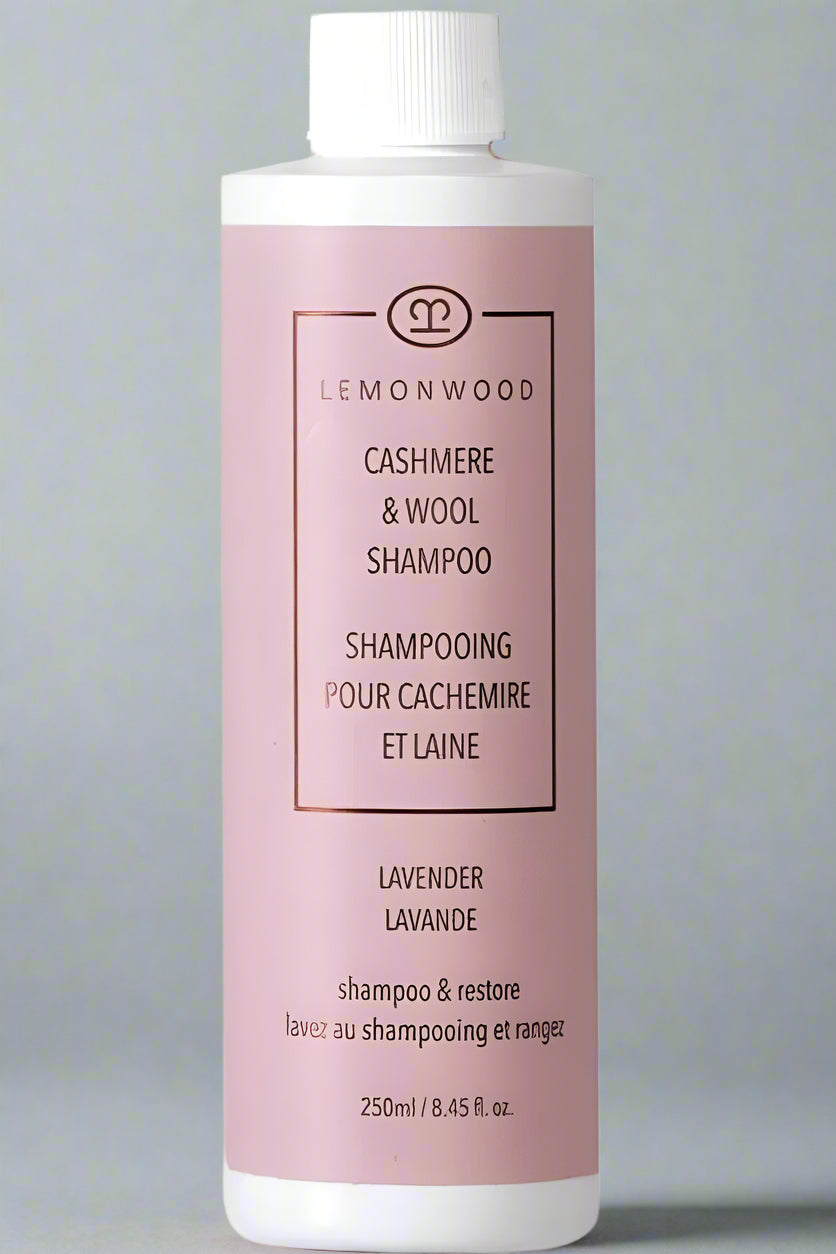 LEMONWOOD
CASHMERE
& WOOL
SHAMPOO
SHAMPOOING
POUR CACHEMIRE
ET LAINE
LAVENDER
LAVANDE
shampoo & restore
lavez au shampooing et rangez
250ml / 8.45 fl. oz.